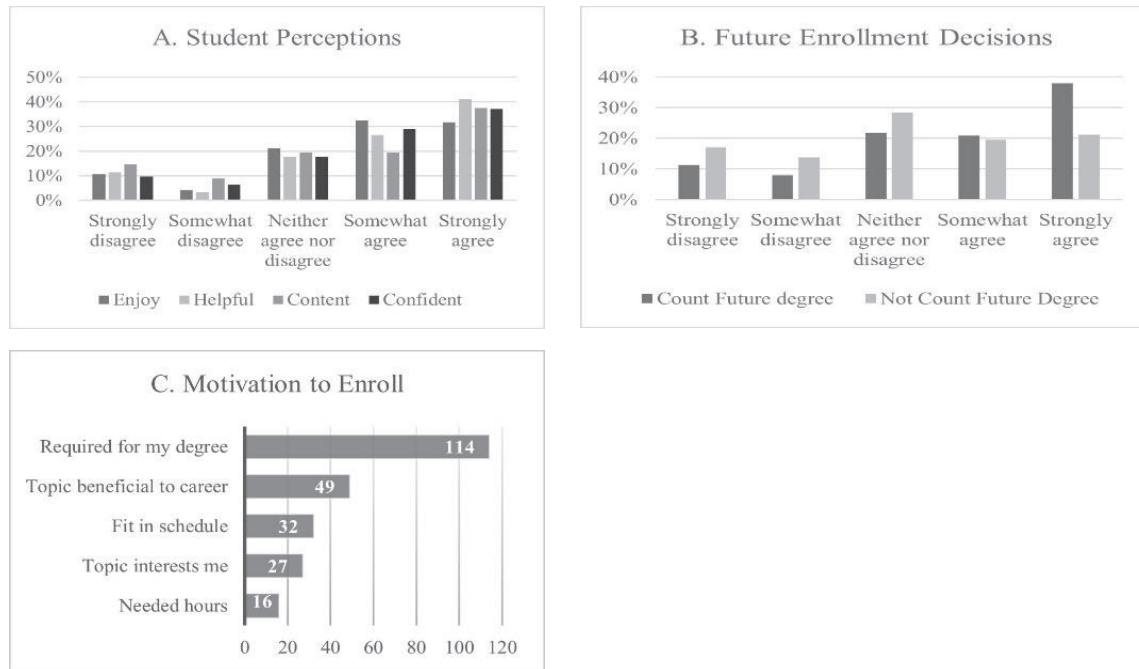 A. Student Perceptions
50%
40%
30%
20%
10%
0%
Strongly disagree
Somewhat disagree
Neither agree nor disagree
Somewhat agree
Strongly agree
Enjoy Helpful Content Confident
B. Future Enrollment Decisions
40%
30%
20%
10%
0%
Strongly disagree
Somewhat disagree
Neither agree nor disagree
Somewhat agree
Strongly agree
Count Future degree Not Count Future Degree
C. Motivation to Enroll
Required for my degree 114
Topic beneficial to career 49
Fit in schedule 32
Topic interests me 27
Needed hours 16
0 20 40 60 80 100 120